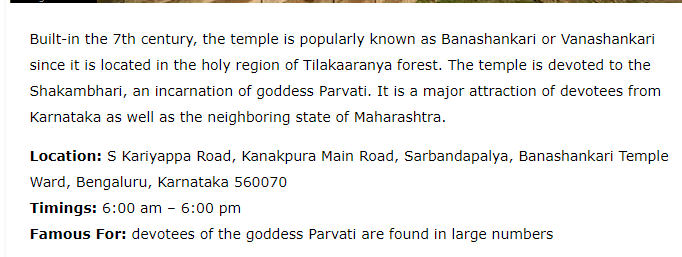 Built-in the 7th century, the temple is popularly known as Banashankari or Vanashankari
since it is located in the holy region of Tilakaaranya forest. The temple is devoted to the
Shakambhari, an incarnation of goddess Parvati. It is a major attraction of devotees from
Karnataka as well as the neighboring state of Maharashtra.
Location: S Kariyappa Road, Kanakpura Main Road, Sarbandapalya, Banashankari Temple
Ward, Bengaluru, Karnataka 560070
Timings: 6:00 am – 6:00 pm
Famous For: devotees of the goddess Parvati are found in large numbers